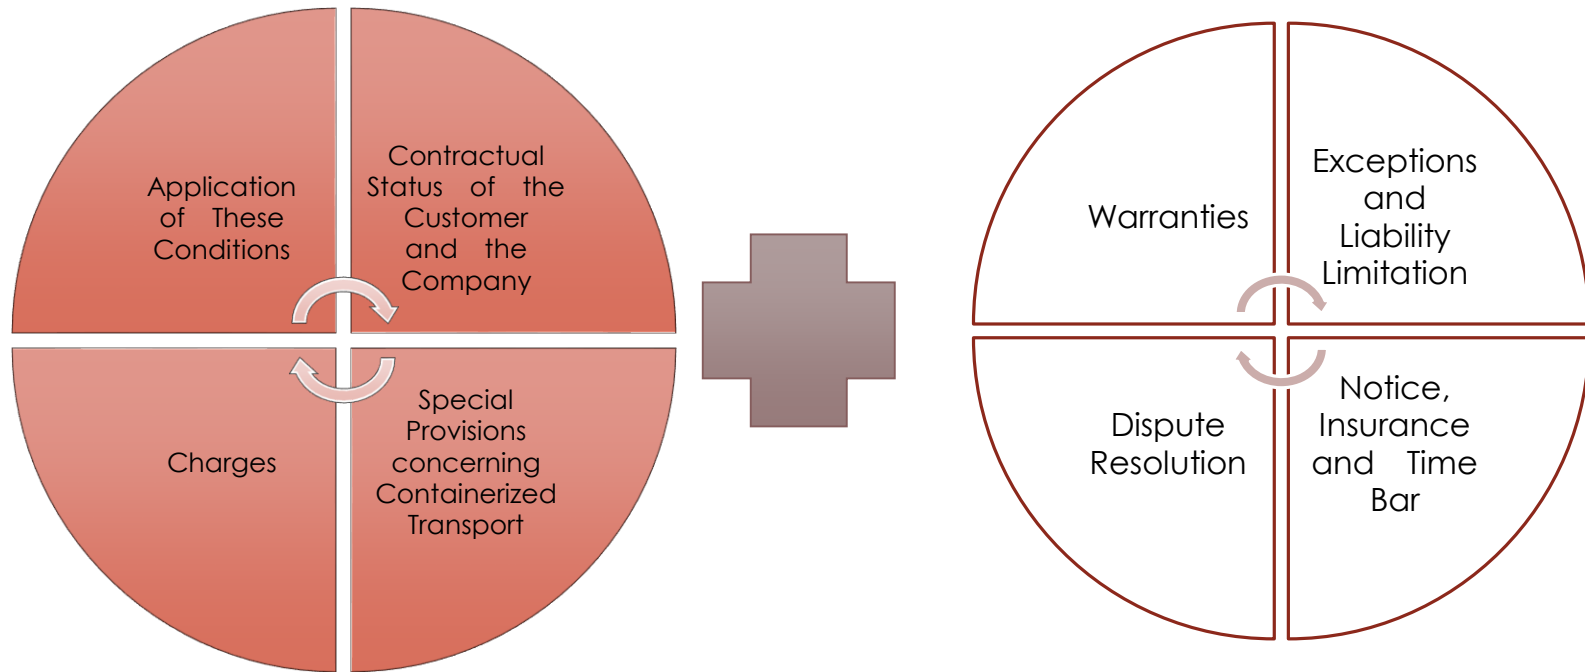 Application
of These
Conditions
Contractual
Status of the
Customer
and the
Company
Charges
Special
Provisions
concerning
Containerized
Transport
Warranties
Exceptions
and
Liability
Limitation
Dispute
Resolution
Notice,
Insurance
and Time
Bar